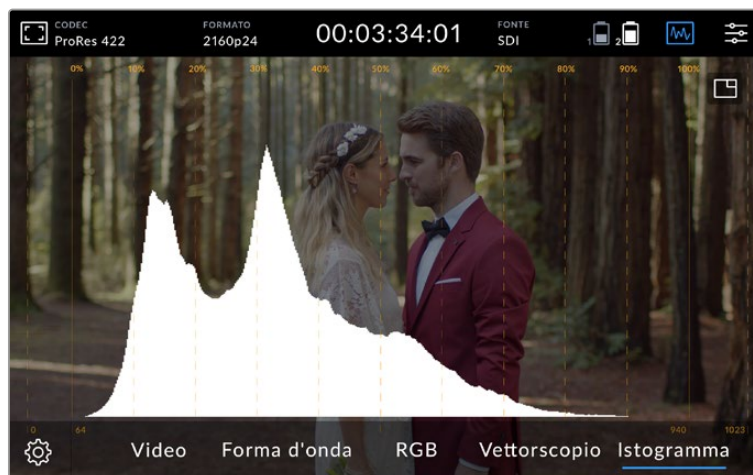 CODEC
ProRes 422
FORMATO
2160p24
00:03:34:01
FONTE
SDI
1
2
0% 10% 20% 30% 40% 50% 60% 70% 80% 90% 100%
0 64 940 1023
Video Forma d'onda RGB Vettorscopio Istogramma